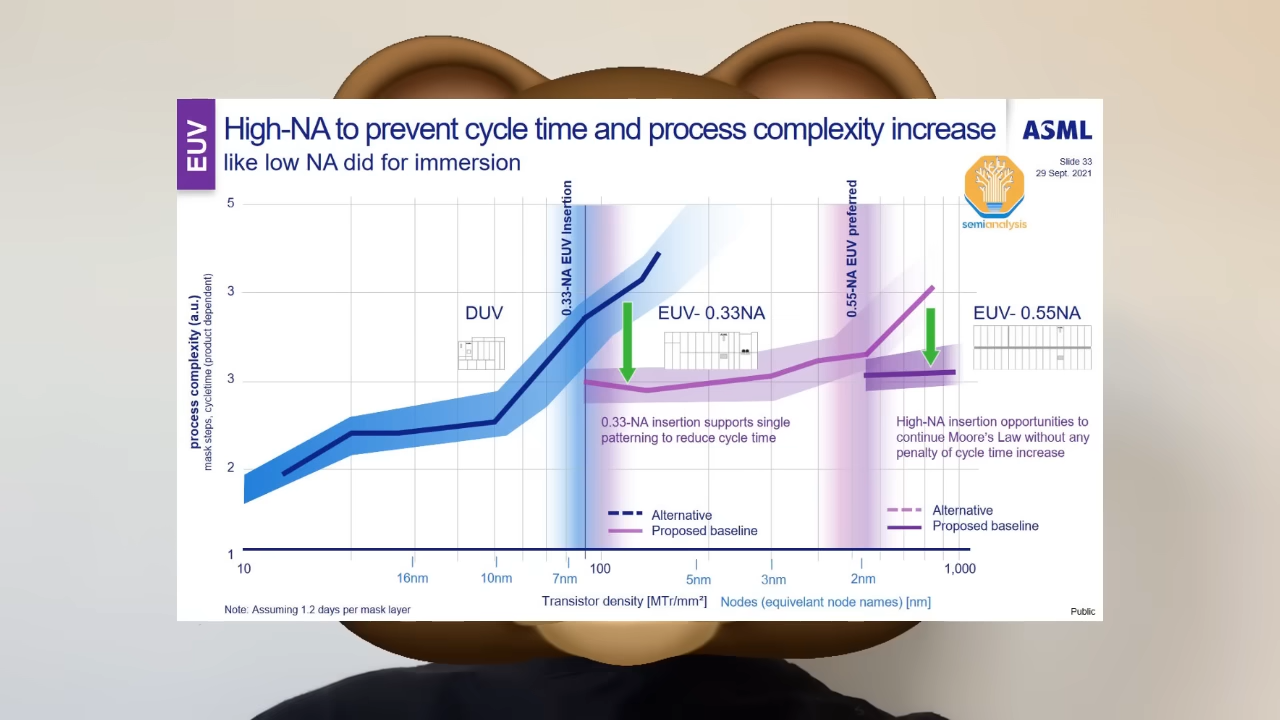 EUV
High-NA to prevent cycle time and process complexity increase
like low NA did for immersion
ASML
Slide 33
29 Sept. 2021
semianalysis
process complexity (a.u.)
mask steps, cycletime (product dependent)
5
3
3
2
1
0.33-NA EUV Insertion
0.55-NA EUV preferred
DUV
EUV- 0.33NA
EUV- 0.55NA
0.33-NA insertion supports single
patterning to reduce cycle time
High-NA insertion opportunities to
continue Moore's Law without any
penalty of cycle time increase
Alternative
Proposed baseline
Alternative
Proposed baseline
10
100
1,000
16nm
10nm
7nm
5nm
3nm
2nm
Transistor density [MTr/mm²]
Nodes (equivelant node names) [nm]
Note: Assuming 1.2 days per mask layer
Public